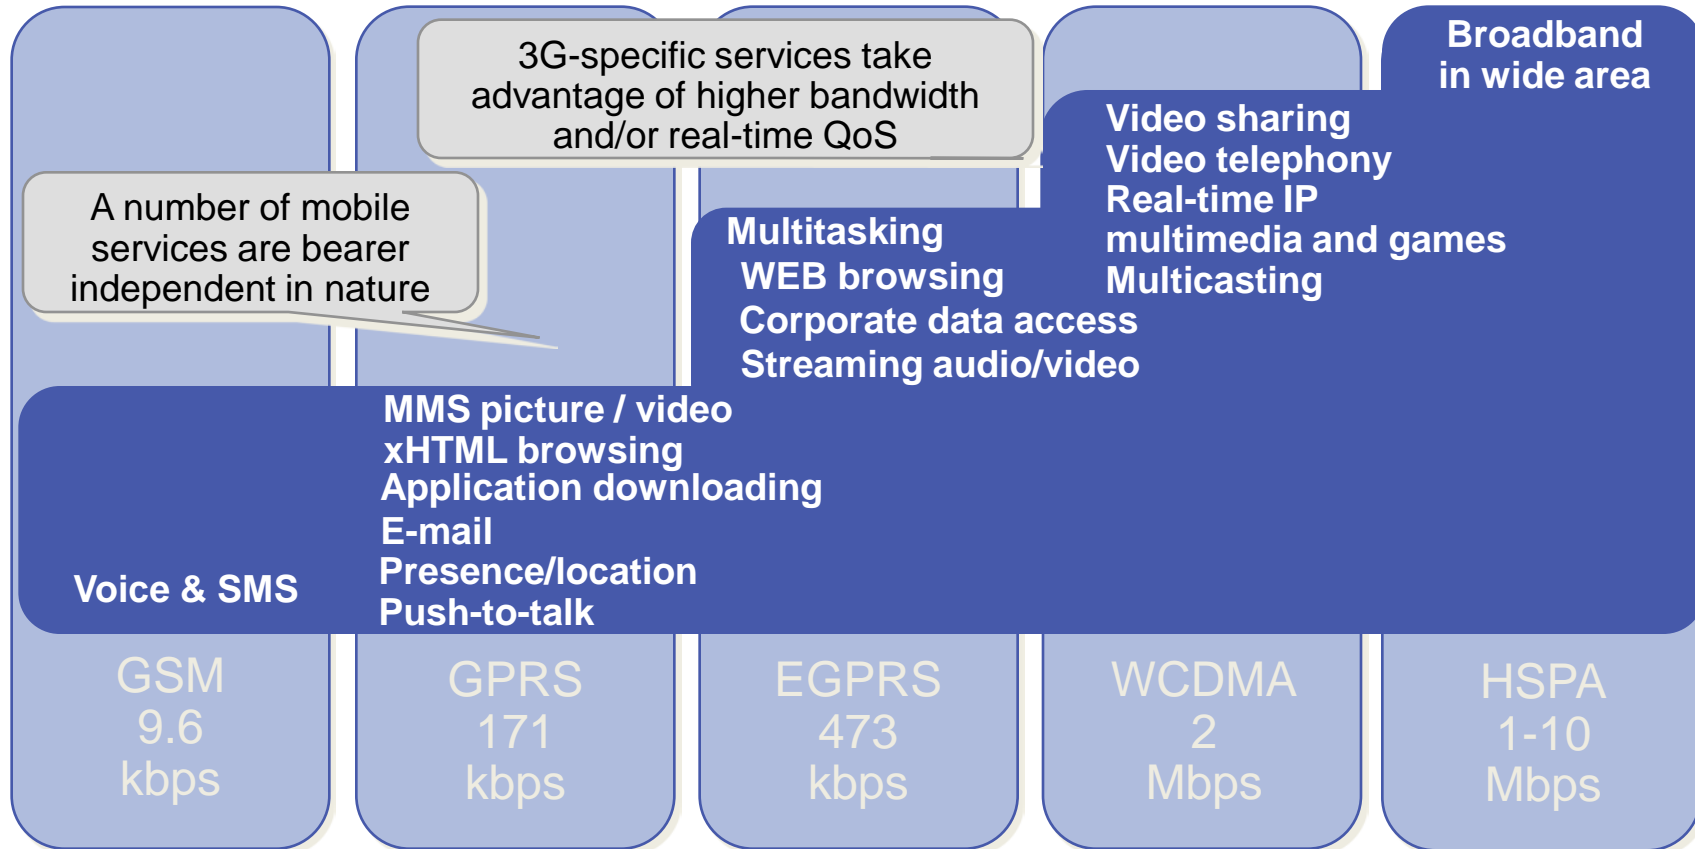 3G-specific services take
advantage of higher bandwidth
and/or real-time QoS
A number of mobile
services are bearer
independent in nature
Broadband
in wide area
Video sharing
Video telephony
Real-time IP
multimedia and games
Multicasting
Multitasking
WEB browsing
Corporate data access
Streaming audio/video
MMS picture / video
xHTML browsing
Application downloading
E-mail
Presence/location
Push-to-talk
Voice & SMS
GSM
9.6
kbps
GPRS
171
kbps
EGPRS
473
kbps
WCDMA
2
Mbps
HSPA
1-10
Mbps